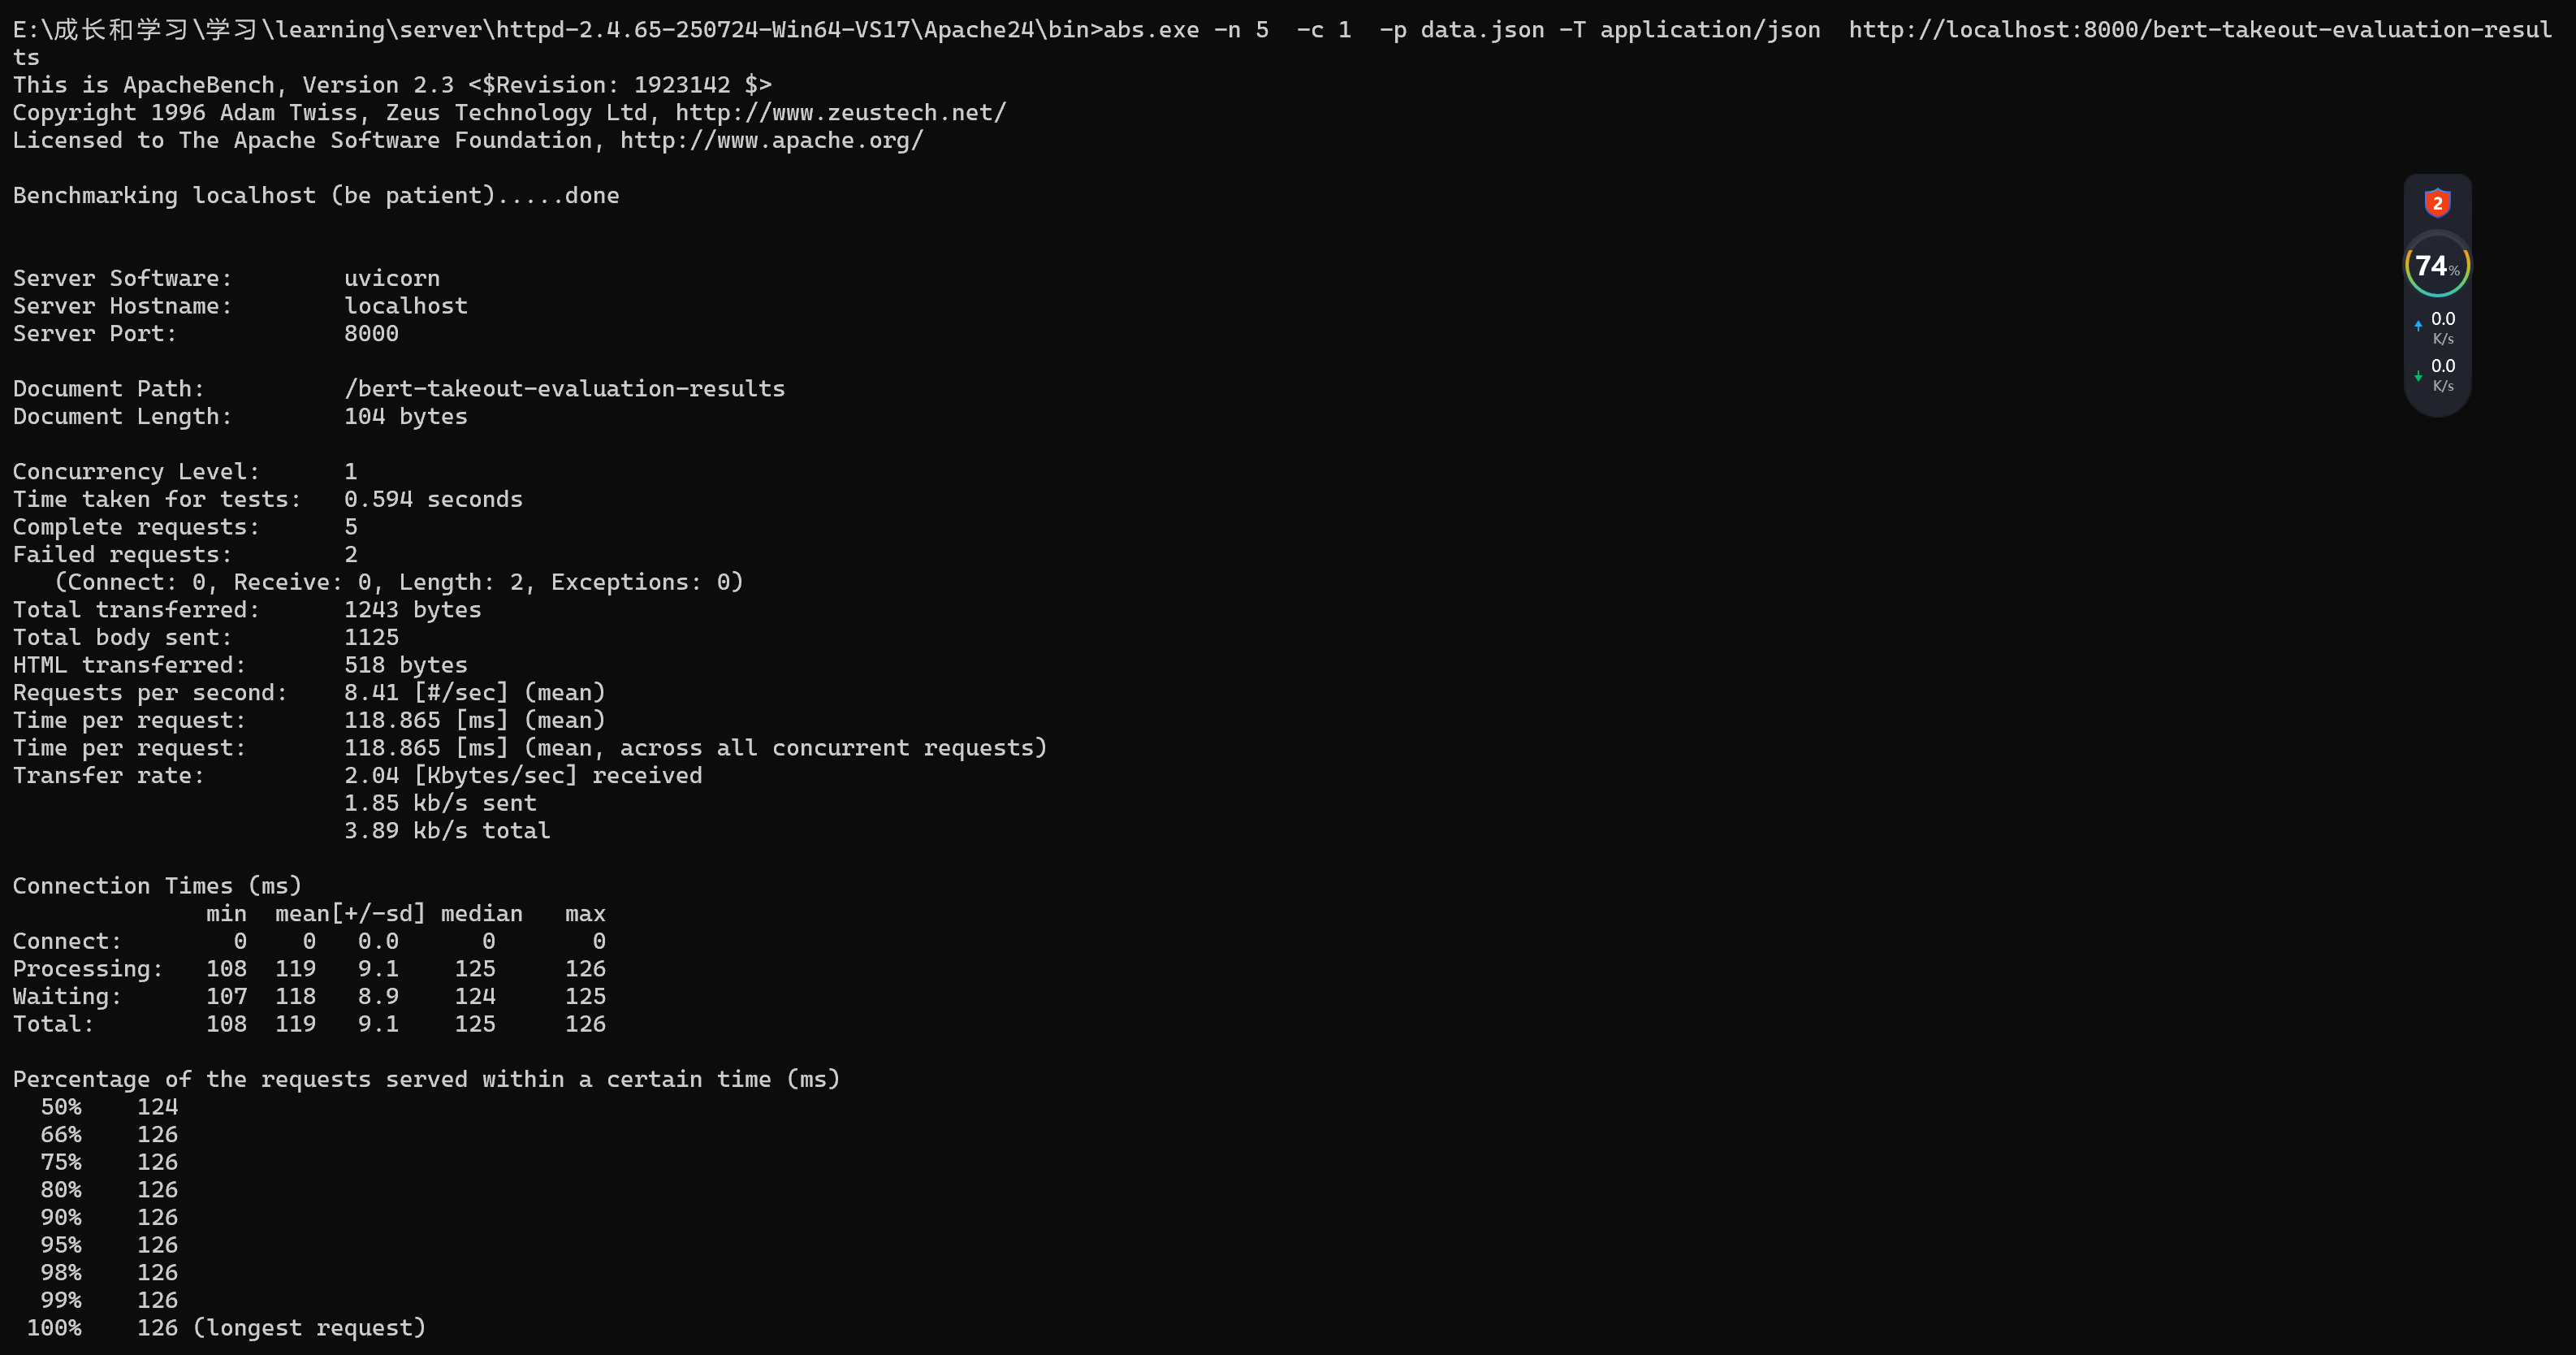 E:\成长和学习\学习\learning\server\httpd-2.4.65-250724-Win64-VS17\Apache24\bin>abs.exe -n 5  -c 1  -p data.json -T application/json  http://localhost:8000/bert-takeout-evaluation-resul
ts
This is ApacheBench, Version 2.3 <$Revision: 1923142 $>
Copyright 1996 Adam Twiss, Zeus Technology Ltd, http://www.zeustech.net/
Licensed to The Apache Software Foundation, http://www.apache.org/
Benchmarking localhost (be patient).....done
Server Software:        uvicorn
Server Hostname:        localhost
Server Port:            8000
Document Path:          /bert-takeout-evaluation-results
Document Length:        104 bytes
Concurrency Level:      1
Time taken for tests:   0.594 seconds
Complete requests:      5
Failed requests:        2
   (Connect: 0, Receive: 0, Length: 2, Exceptions: 0)
Total transferred:      1243 bytes
Total body sent:        1125
HTML transferred:       518 bytes
Requests per second:    8.41 [#/sec] (mean)
Time per request:       118.865 [ms] (mean)
Time per request:       118.865 [ms] (mean, across all concurrent requests)
Transfer rate:          2.04 [Kbytes/sec] received
                        1.85 kb/s sent
                        3.89 kb/s total
Connection Times (ms)
              min  mean[+/-sd] median   max
Connect:        0    0   0.0      0       0
Processing:   108  119   9.1    125     126
Waiting:      107  118   8.9    124     125
Total:        108  119   9.1    125     126
Percentage of the requests served within a certain time (ms)
  50%    124
  66%    126
  75%    126
  80%    126
  90%    126
  95%    126
  98%    126
  99%    126
 100%    126 (longest request)
2
74%
0.0
K/s
0.0
K/s